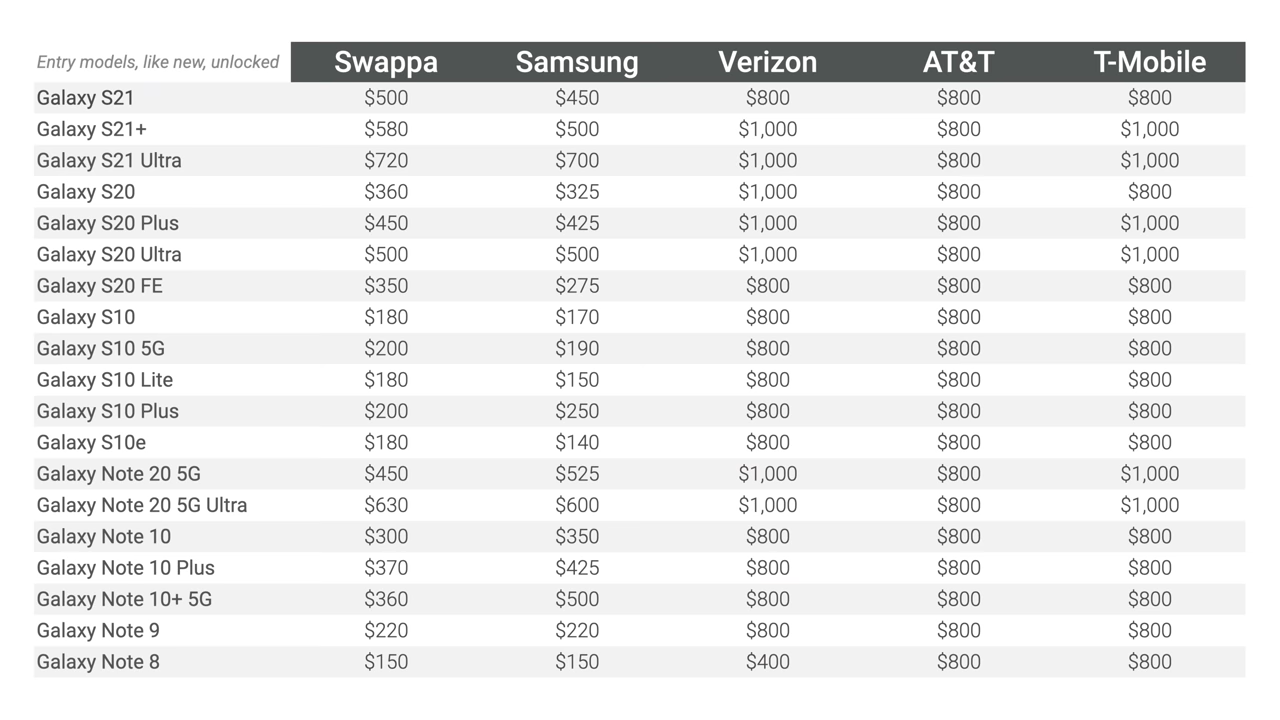 Entry models, like new, unlocked Swappa Samsung Verizon AT&T T-Mobile
Galaxy S21 $500 $450 $800 $800 $800
Galaxy S21+ $580 $500 $1,000 $800 $1,000
Galaxy S21 Ultra $720 $700 $1,000 $800 $1,000
Galaxy S20 $360 $325 $1,000 $800 $800
Galaxy S20 Plus $450 $425 $1,000 $800 $1,000
Galaxy S20 Ultra $500 $500 $1,000 $800 $1,000
Galaxy S20 FE $350 $275 $800 $800 $800
Galaxy S10 $180 $170 $800 $800 $800
Galaxy S10 5G $200 $190 $800 $800 $800
Galaxy S10 Lite $180 $150 $800 $800 $800
Galaxy S10 Plus $200 $250 $800 $800 $800
Galaxy S10e $180 $140 $800 $800 $800
Galaxy Note 20 5G $450 $525 $1,000 $800 $1,000
Galaxy Note 20 5G Ultra $630 $600 $1,000 $800 $1,000
Galaxy Note 10 $300 $350 $800 $800 $800
Galaxy Note 10 Plus $370 $425 $800 $800 $800
Galaxy Note 10+ 5G $360 $500 $800 $800 $800
Galaxy Note 9 $220 $220 $800 $800 $800
Galaxy Note 8 $150 $150 $400 $800 $800